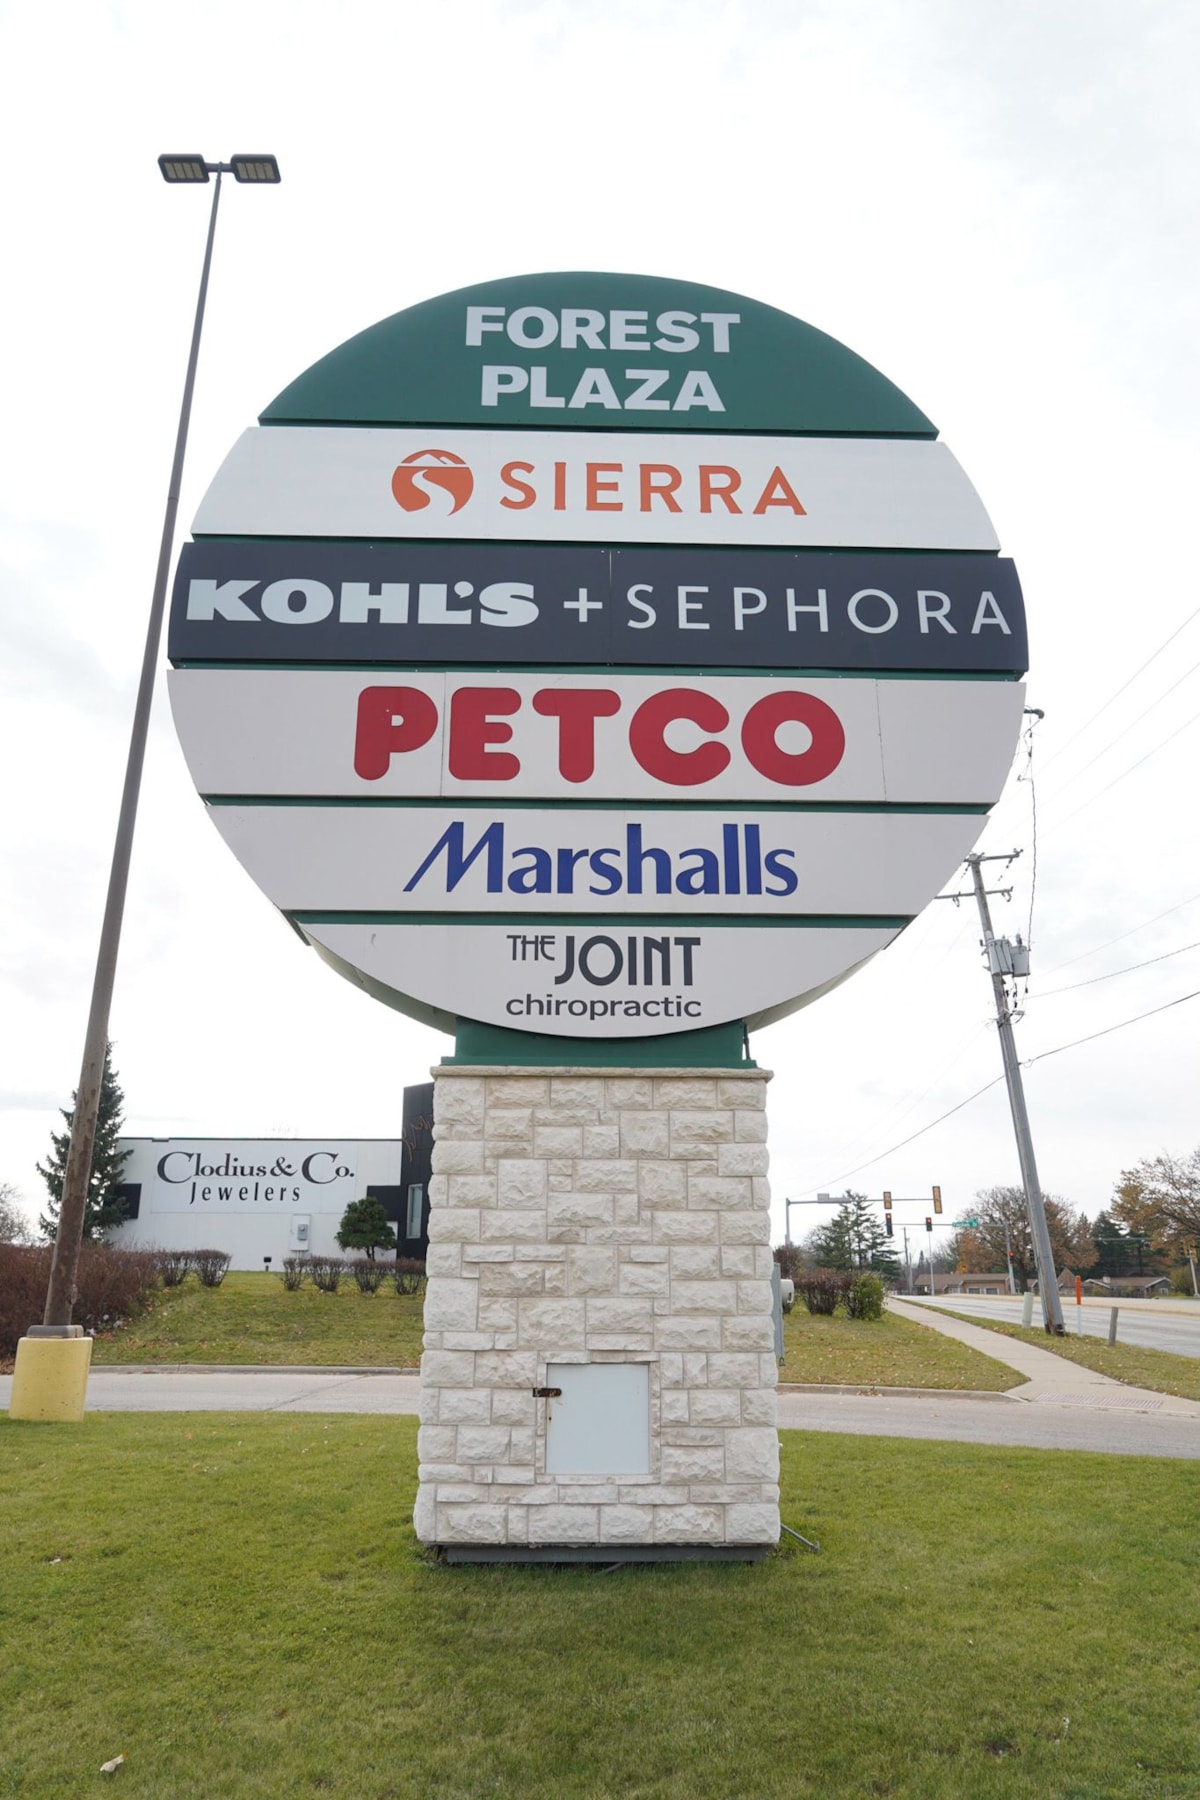 FOREST
PLAZA
SIERRA
KOHL'S + SEPHORA
PETCO
Marshalls
THE JOINT
chiropractic
Clodius & Co.
Jewelers